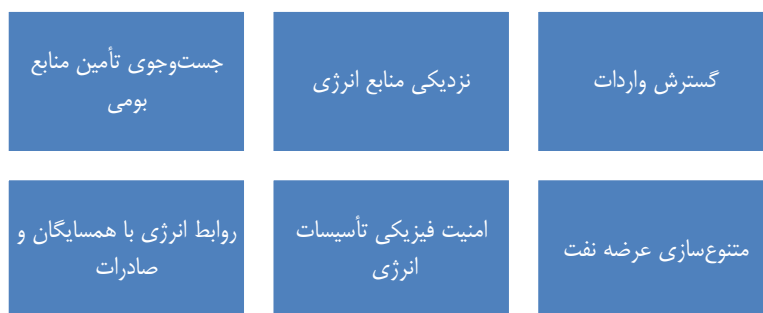 گسترش واردات
نزدیکی منابع انرژی
جست‌وجوی تأمین منابع
بومی
متنوع‌سازی عرضه نفت
امنیت فیزیکی تأسیسات
انرژی
روابط انرژی با همسایگان و
صادرات